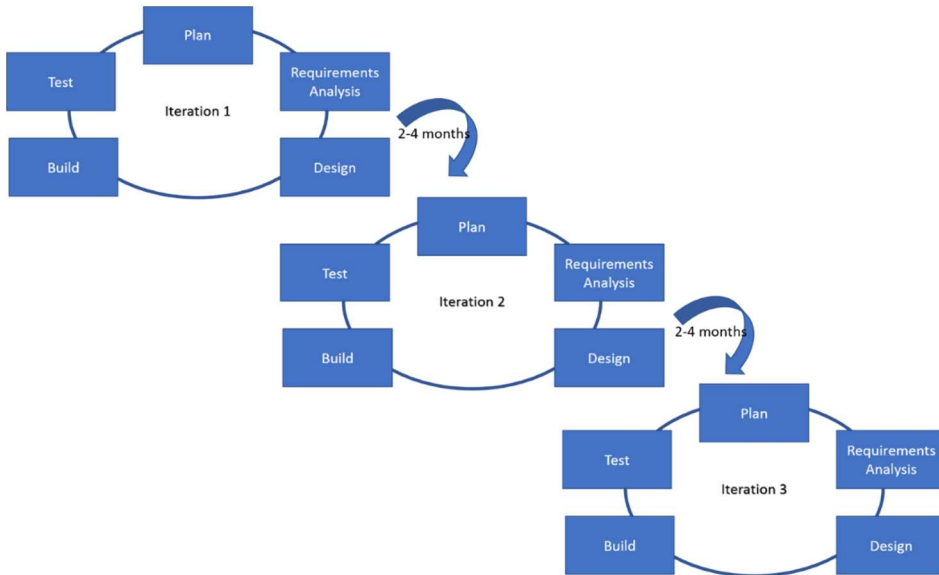 Plan
Test
Requirements
Analysis
Iteration 1
Build
Design
2-4 months
Plan
Test
Requirements
Analysis
Iteration 2
Build
Design
2-4 months
Plan
Test
Requirements
Analysis
Iteration 3
Build
Design